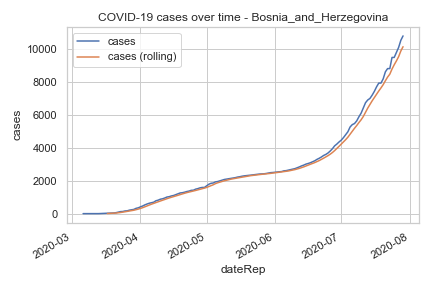 COVID-19 cases over time - Bosnia_and_Herzegovina
cases
cases (rolling)
cases
10000
8000
6000
4000
2000
0
2020-03
2020-04
2020-05
2020-06
2020-07
2020-08
dateRep